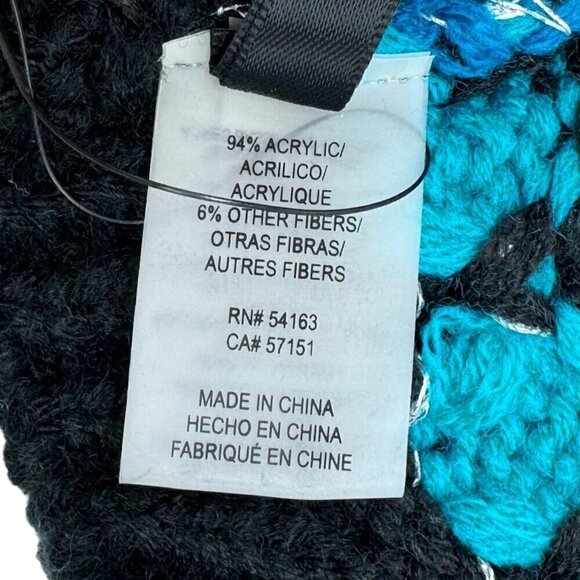 94% ACRYLIC/
ACRILICO/
ACRYLIQUE
6% OTHER FIBERS/
OTRAS FIBRAS/
AUTRES FIBERS
RN# 54163
CA# 57151
MADE IN CHINA
HECHO EN CHINA
FABRIQUÉ EN CHINE